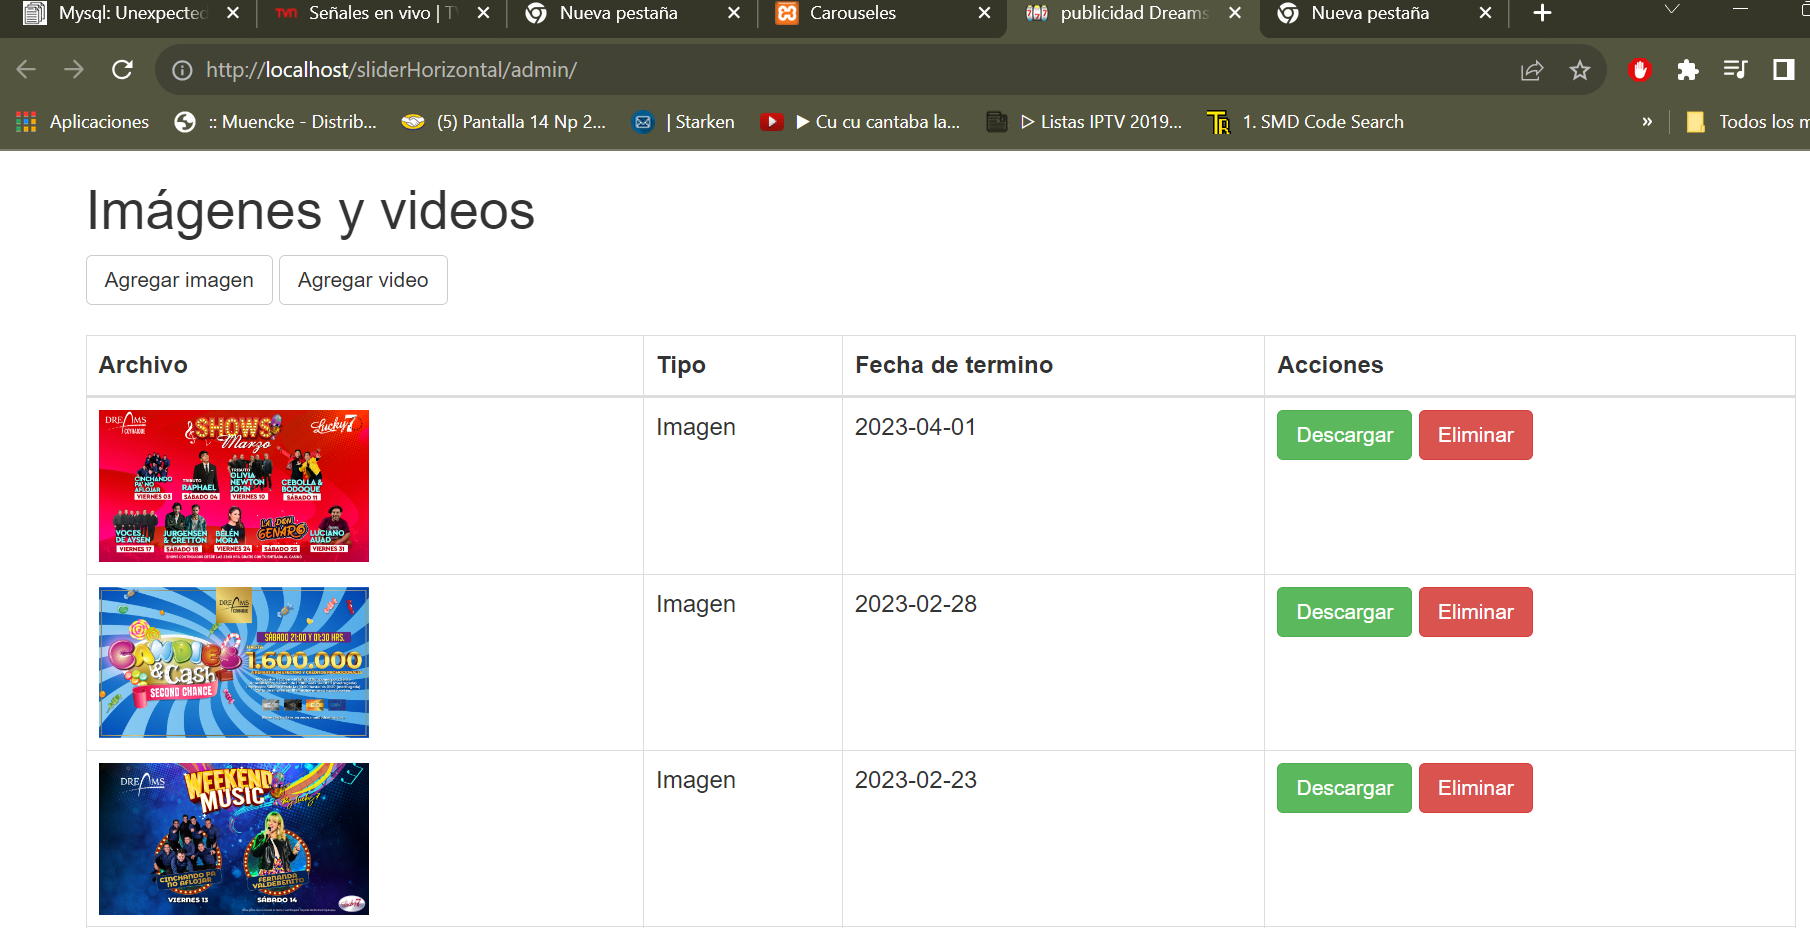 Mysql: Unexpected
Señales en vivo | T
Nueva pestaña
Carouseles
publicidad Dreams
Nueva pestaña
http://localhost/sliderHorizontal/admin/
Aplicaciones
:: Muencke - Distrib...
(5) Pantalla 14 Np 2...
| Starken
Cu cu cantaba la...
Listas IPTV 2019...
1. SMD Code Search
»
Todos los m
Imágenes y videos
Agregar imagen
Agregar video
Archivo
Tipo
Fecha de termino
Acciones
DREAMS
COYHAIQUE
SHOWS
Marzo
Lucky7
CINCHANDO
PA' NO
AFLOJAR
VIERNES 03
TRIBUTO
RAPHAEL
SÁBADO 04
TRIBUTO
OLIVIA
NEWTON
JOHN
VIERNES 10
CEBOLLA &
BODOQUE
SÁBADO 11
VOCES
DE AYSÉN
VIERNES 17
JURGENSEN
& CRETTON
SÁBADO 18
BELÉN
MORA
VIERNES 24
LA DON
GENARO
SÁBADO 25
LUCIANO
AUAD
VIERNES 31
Imagen
2023-04-01
Descargar
Eliminar
DREAMS
COYHAIQUE
SÁBADO 21:00 Y 01:30 HRS.
CANDIES
& Cash
SECOND CHANCE
1.600.000
Imagen
2023-02-28
Descargar
Eliminar
DREAMS
WEEKEND
MUSIC
By Lucky 7
CINCHANDO PA
NO AFLOJAR
VIERNES 13
FERNANDA
VALDEBENITO
SÁBADO 14
Imagen
2023-02-23
Descargar
Eliminar